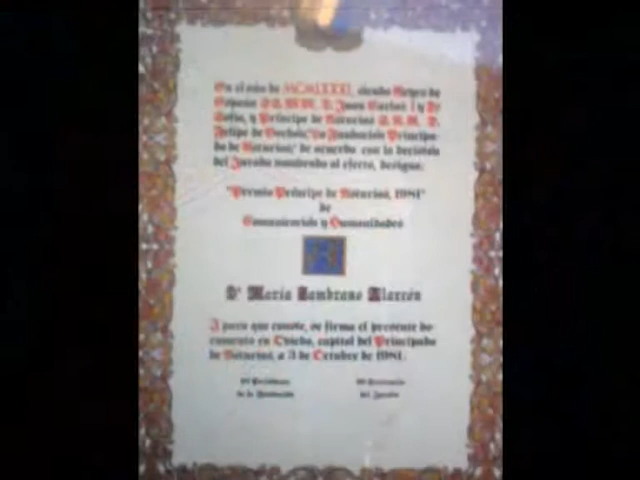 En el año de MCMLXXXI, siendo Reyes de
España SS.MM. D. Juan Carlos I y Dª
Sofía, y Príncipe de Asturias S.A.R. D.
Felipe de Borbón, la Fundación Principa-
do de Asturias, de acuerdo con la decisión
del Jurado nombrado al efecto, designa:
"Premio Príncipe de Asturias, 1981"
de
Comunicación y Humanidades
Dª María Zambrano Alarcón
Y para que conste, se firma el presente do-
cumento en Oviedo, capital del Principado
de Asturias, a 3 de Octubre de 1981.
El Presidente
El Secretario
de la Fundación
del Jurado